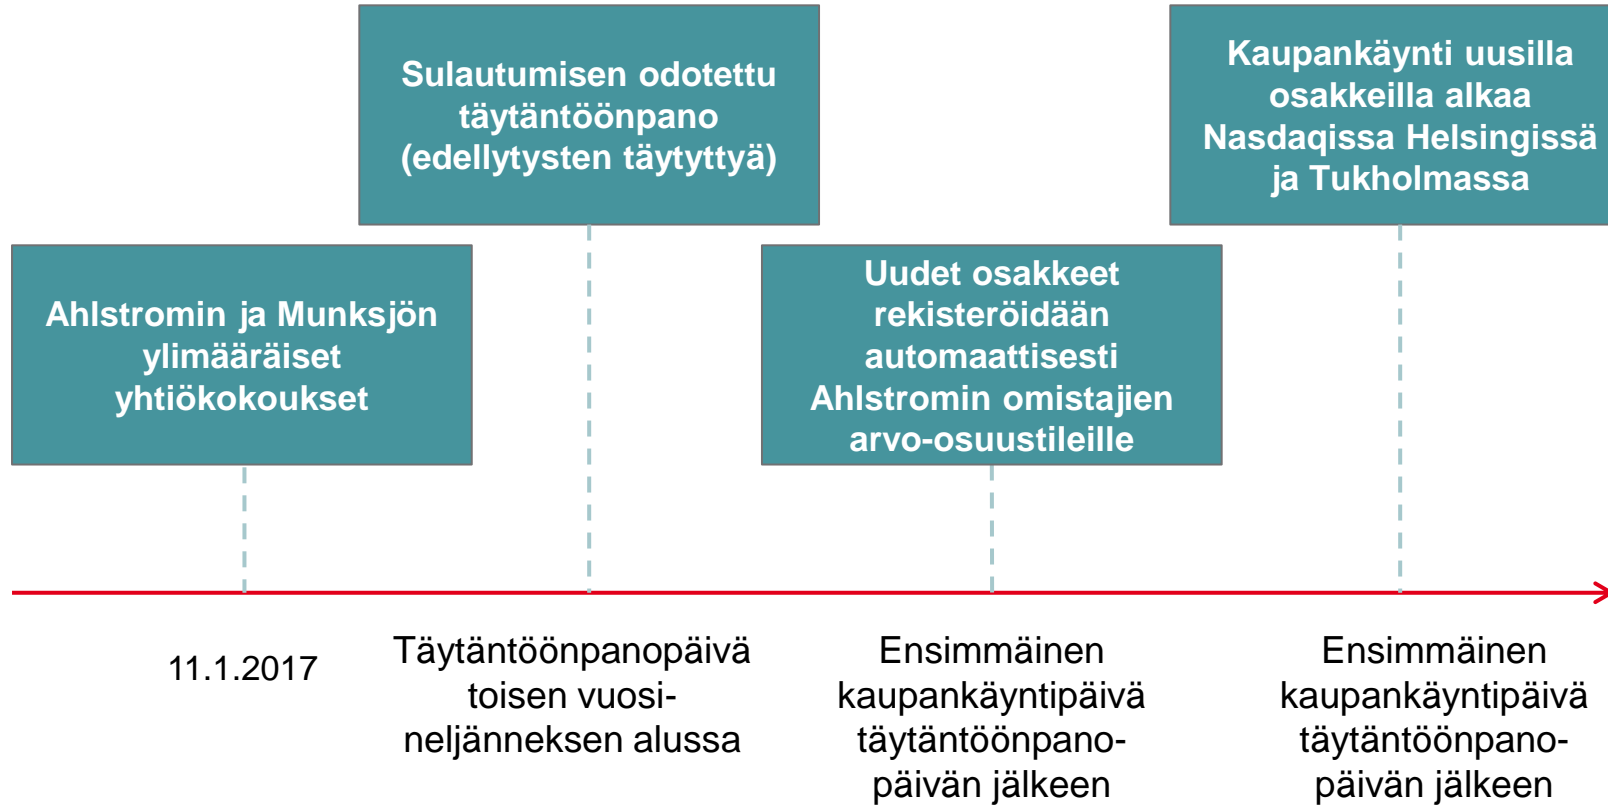 Ahlstromin ja Munksjön
ylimääräiset
yhtiökokoukset
Sulautumisen odotettu
täytäntöönpano
(edellytysten täytyttyä)
Uudet osakkeet
rekisteröidään
automaattisesti
Ahlstromin omistajien
arvo-osuustileille
Kaupankäynti uusilla
osakkeilla alkaa
Nasdaqissa Helsingissä
ja Tukholmassa
11.1.2017
Täytäntöönpanopäivä
toisen vuosi-
neljänneksen alussa
Ensimmäinen
kaupankäyntipäivä
täytäntöönpano-
päivän jälkeen
Ensimmäinen
kaupankäyntipäivä
täytäntöönpano-
päivän jälkeen